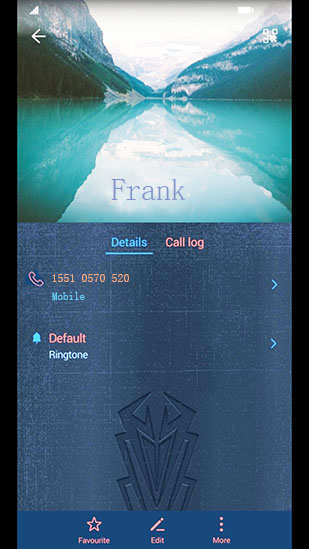 Frank
Details Call log
1551 0570 520
Mobile
Default
Ringtone
Favourite Edit More